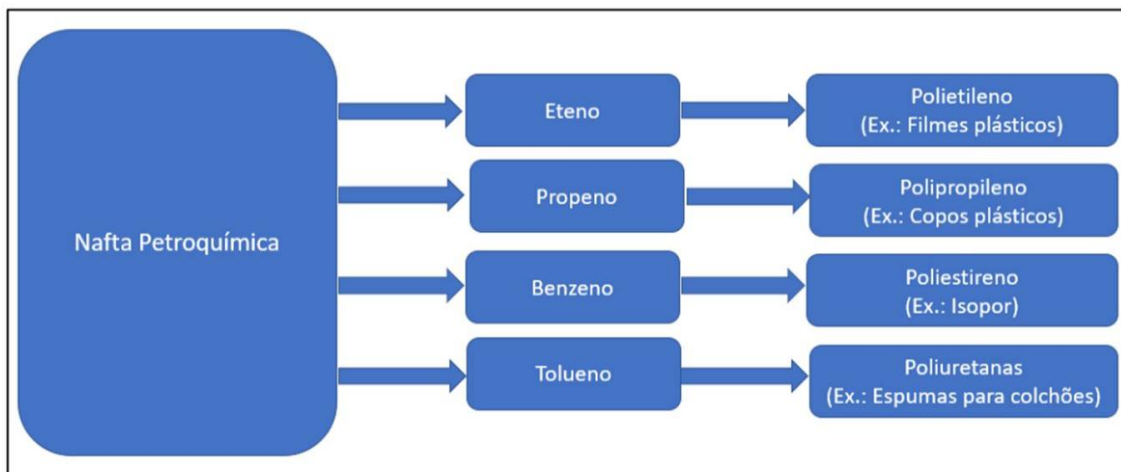 Nafta Petroquímica
Eteno
Polietileno
(Ex.: Filmes plásticos)
Propeno
Polipropileno
(Ex.: Copos plásticos)
Benzeno
Poliestireno
(Ex.: Isopor)
Tolueno
Poliuretanas
(Ex.: Espumas para colchões)